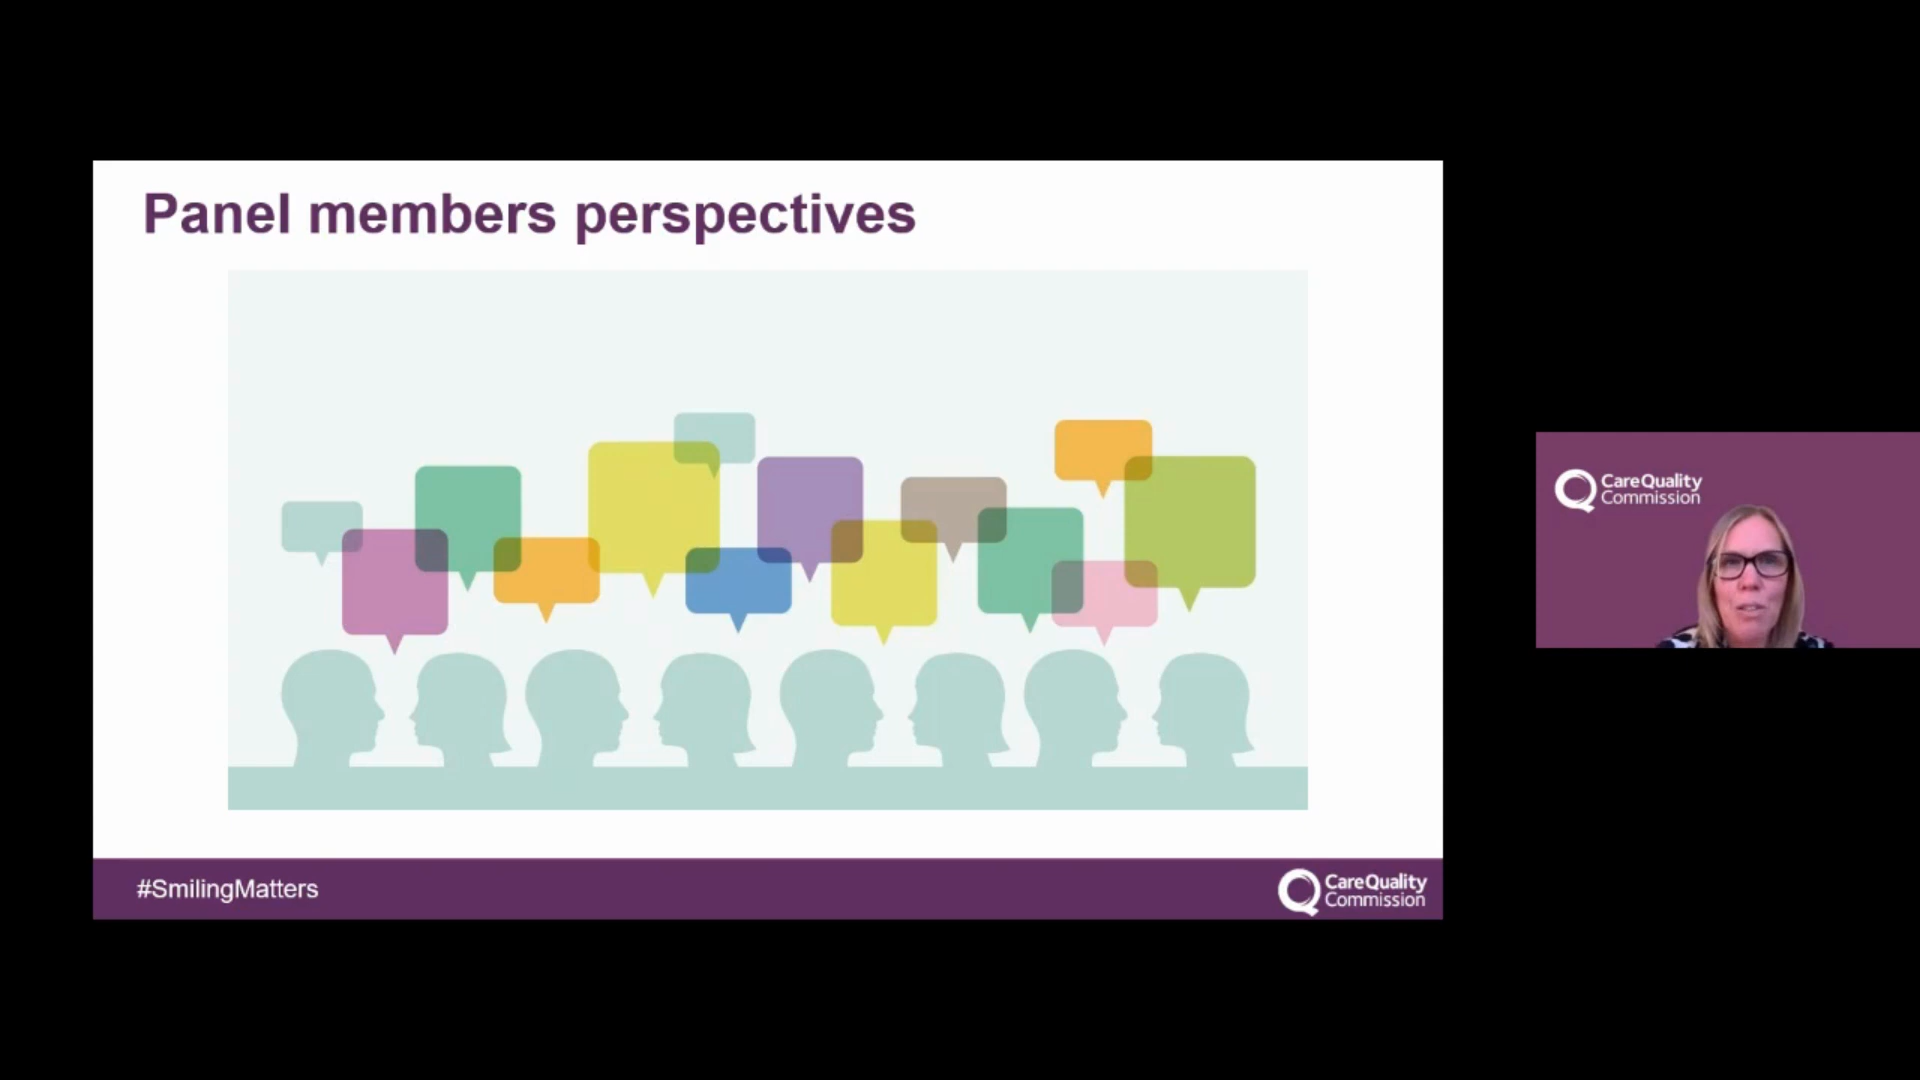 Panel members perspectives
#SmilingMatters
CareQuality
Commission
CareQuality
Commission